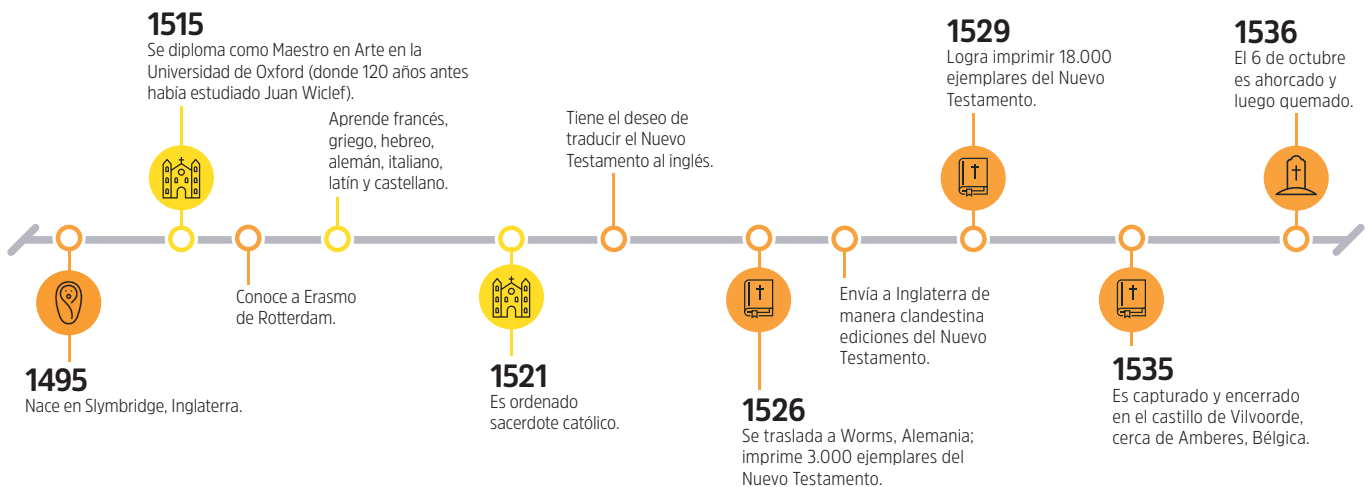 1515
Se diploma como Maestro en Arte en la
Universidad de Oxford (donde 120 años antes
había estudiado Juan Wiclef).
Aprende francés,
griego, hebreo,
alemán, italiano,
latín y castellano.
Tiene el deseo de
traducir el Nuevo
Testamento al inglés.
1529
Logra imprimir 18.000
ejemplares del Nuevo
Testamento.
1536
El 6 de octubre
es ahorcado y
luego quemado.
1495
Nace en Slymbridge, Inglaterra.
Conoce a Erasmo
de Rotterdam.
1521
Es ordenado
sacerdote católico.
1526
Se traslada a Worms, Alemania;
imprime 3.000 ejemplares del
Nuevo Testamento.
Envía a Inglaterra de
manera clandestina
ediciones del Nuevo
Testamento.
1535
Es capturado y encerrado
en el castillo de Vilvoorde,
cerca de Amberes, Bélgica.